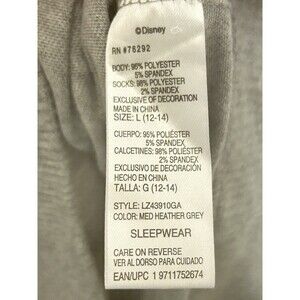 ©Disney
RN #78292
BODY: 95% POLYESTER
5% SPANDEX
SOCKS: 98% POLYESTER
2% SPANDEX
EXCLUSIVE OF DECORATION
MADE IN CHINA
SIZE: L (12-14)
CUERPO: 95% POLIÉSTER
5% SPANDEX
CALCETINES: 98% POLIÉSTER
2% SPANDEX
EXCLUSIVO DE DECORACIÓN
HECHO EN CHINA
TALLA: G (12-14)
STYLE: LZ43910GA
COLOR: MED HEATHER GREY
SLEEPWEAR
CARE ON REVERSE
VER AL DORSO PARA CUIDADO
EAN/UPC 1 9711752674